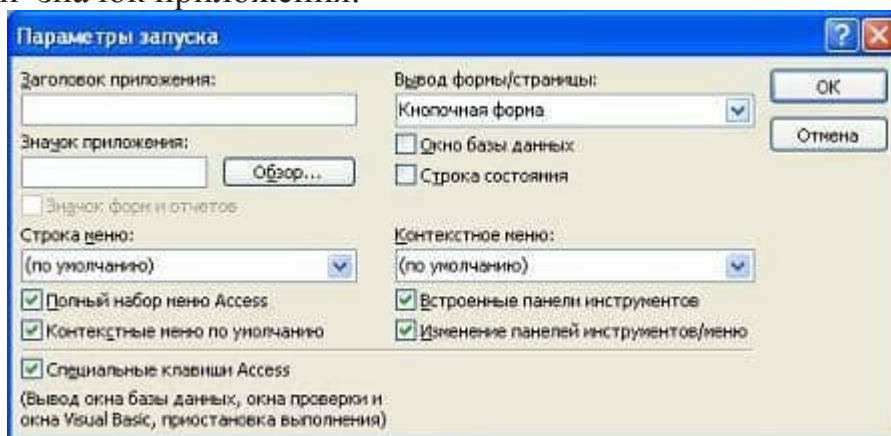 и значок приложения.
Параметры запуска
Заголовок приложения:
Значок приложения:
Обзор...
Значок форм и отчетов
Строка меню:
(по умолчанию)
Полный набор меню Access
Контекстные меню по умолчанию
Специальные клавиши Access
(Вывод окна базы данных, окна проверки и
окна Visual Basic, приостановка выполнения)
Вывод формы/страницы:
Кнопочная форма
Окно базы данных
Строка состояния
Контекстное меню:
(по умолчанию)
Встроенные панели инструментов
Изменение панелей инструментов/меню
ОК
Отмена